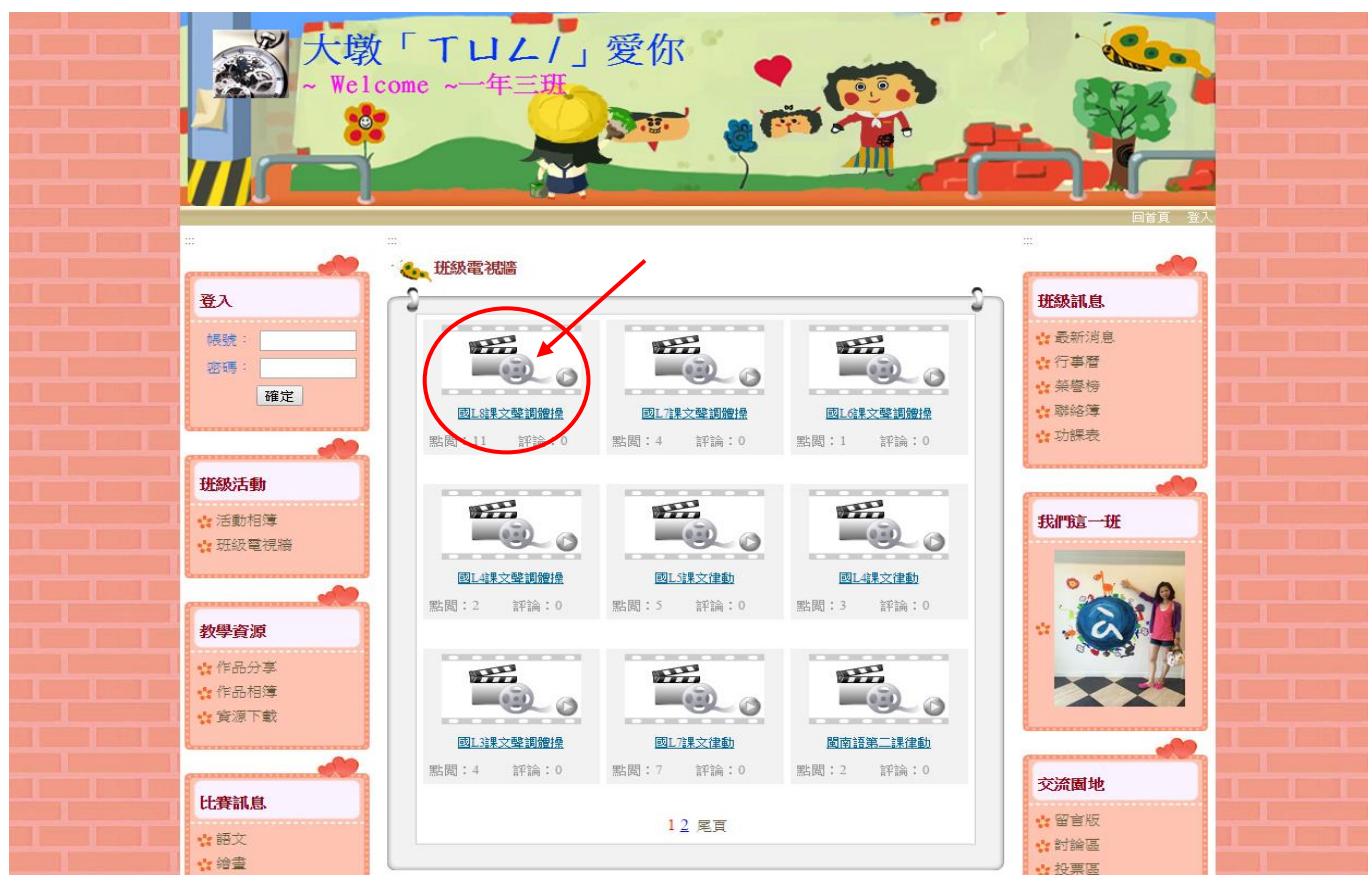 大墩「ㄒㄩㄥ/」愛你
~ Welcome ~一年三班
回首頁 登入
:::
登入
帳號：
密碼：
確定
班級活動
活動相簿
班級電視牆
教學資源
作品分享
作品相簿
資源下載
比賽訊息
語文
繪畫
:::
班級電視牆
國L8課文聲調體操
點閱：11 評論：0
國L7課文聲調體操
點閱：4 評論：0
國L6課文聲調體操
點閱：1 評論：0
國L4課文聲調體操
點閱：2 評論：0
國L5課文律動
點閱：5 評論：0
國L4課文律動
點閱：3 評論：0
國L3課文聲調體操
點閱：4 評論：0
國L7課文律動
點閱：7 評論：0
閩南語第二課律動
點閱：2 評論：0
1 2 尾頁
:::
班級訊息
最新消息
行事曆
榮譽榜
聯絡簿
功課表
我們這一班
交流園地
留言版
討論區
投票區